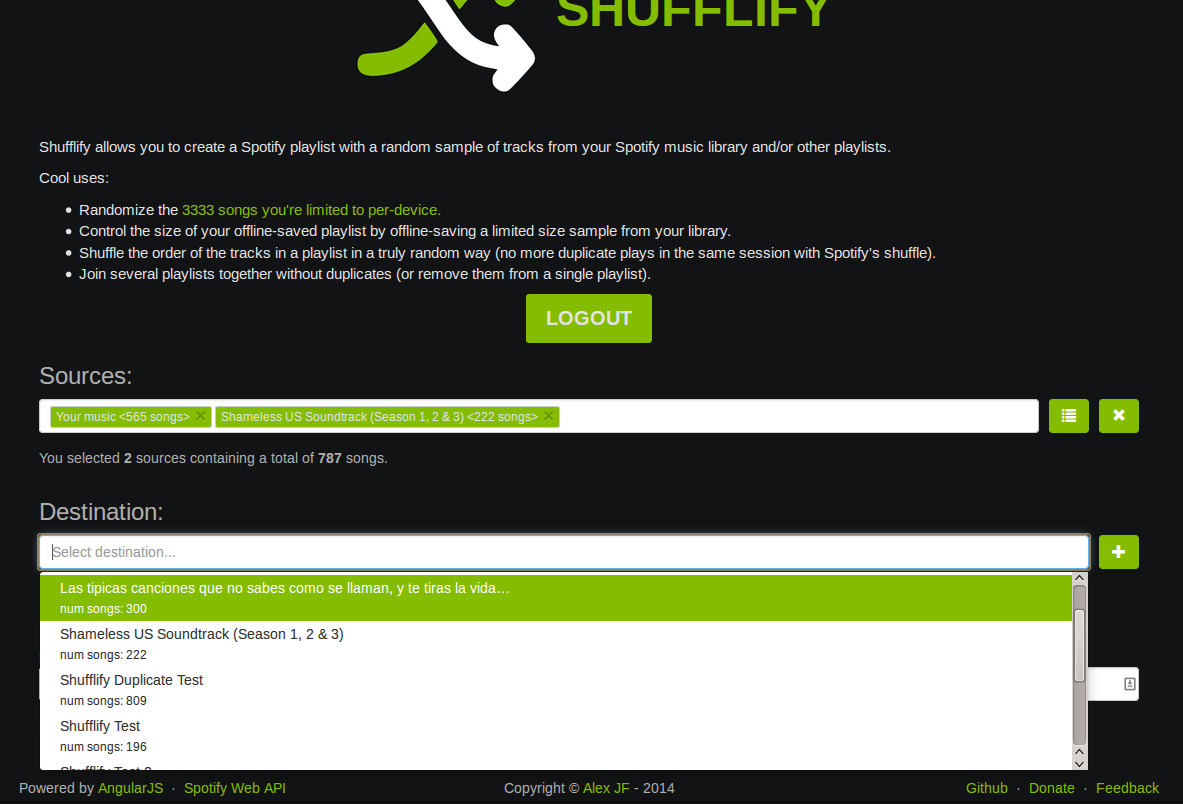 SHUFFLIFY
Shufflify allows you to create a Spotify playlist with a random sample of tracks from your Spotify music library and/or other playlists.
Cool uses:
Randomize the 3333 songs you're limited to per-device.
Control the size of your offline-saved playlist by offline-saving a limited size sample from your library.
Shuffle the order of the tracks in a playlist in a truly random way (no more duplicate plays in the same session with Spotify's shuffle).
Join several playlists together without duplicates (or remove them from a single playlist).
LOGOUT
Sources:
Your music <565 songs> Shameless US Soundtrack (Season 1, 2 & 3) <222 songs>
You selected 2 sources containing a total of 787 songs.
Destination:
Select destination...
Las tipicas canciones que no sabes como se llaman, y te tiras la vida…
num songs: 300
Shameless US Soundtrack (Season 1, 2 & 3)
num songs: 222
Shufflify Duplicate Test
num songs: 809
Shufflify Test
num songs: 196
Shufflify Test 2
Powered by AngularJS · Spotify Web API Copyright © Alex JF - 2014 Github · Donate · Feedback